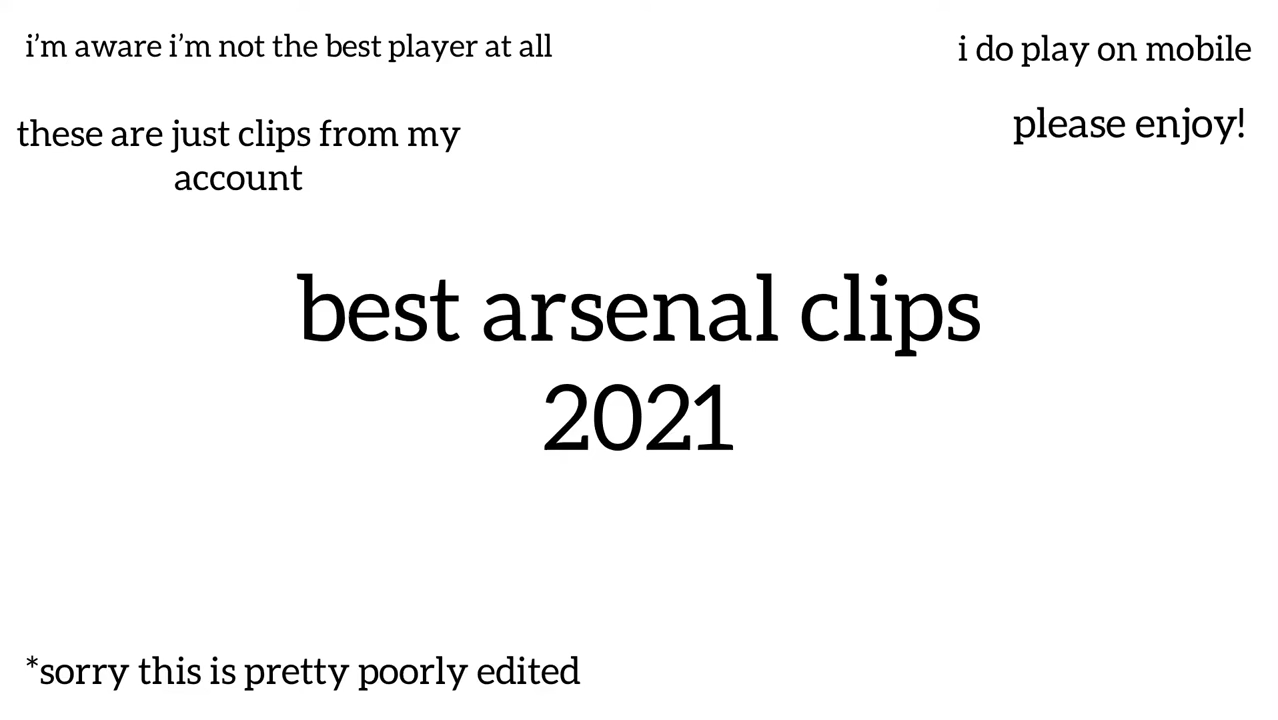 i’m aware i’m not the best player at all
i do play on mobile
these are just clips from my
account
please enjoy!
best arsenal clips
2021
*sorry this is pretty poorly edited